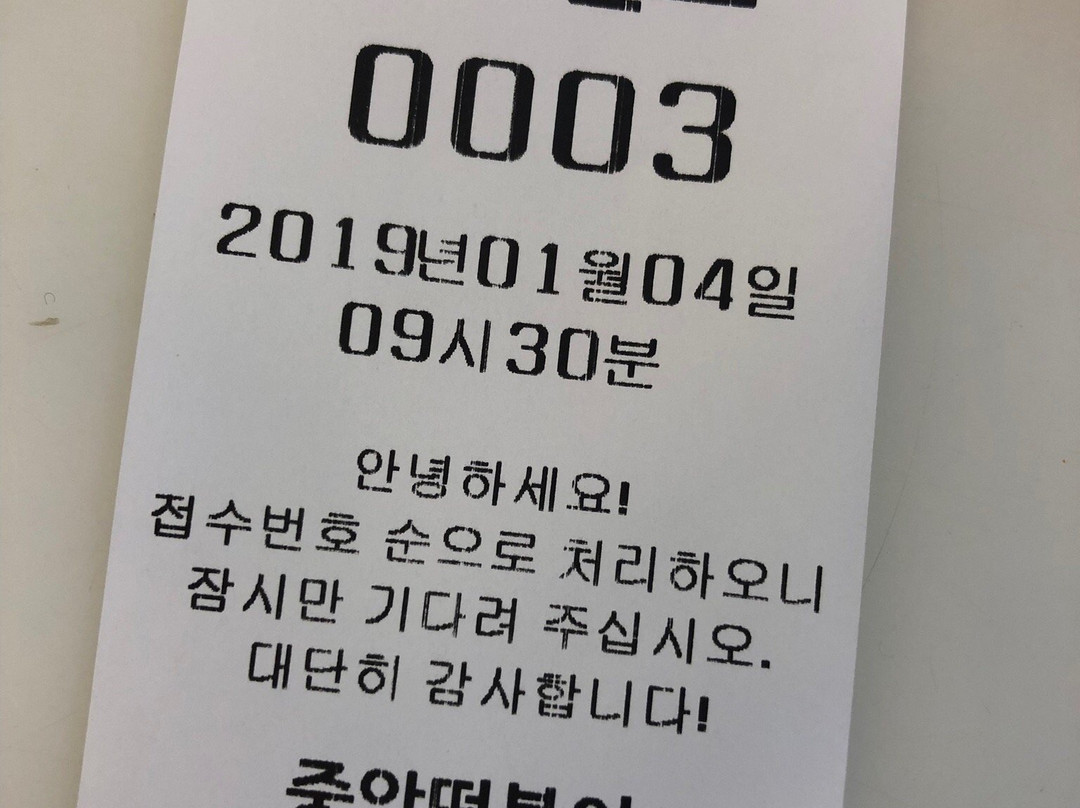 0003
2019년01월04일
09시30분
안녕하세요!
접수번호 순으로 처리하오니
잠시만 기다려 주십시오.
대단히 감사합니다!